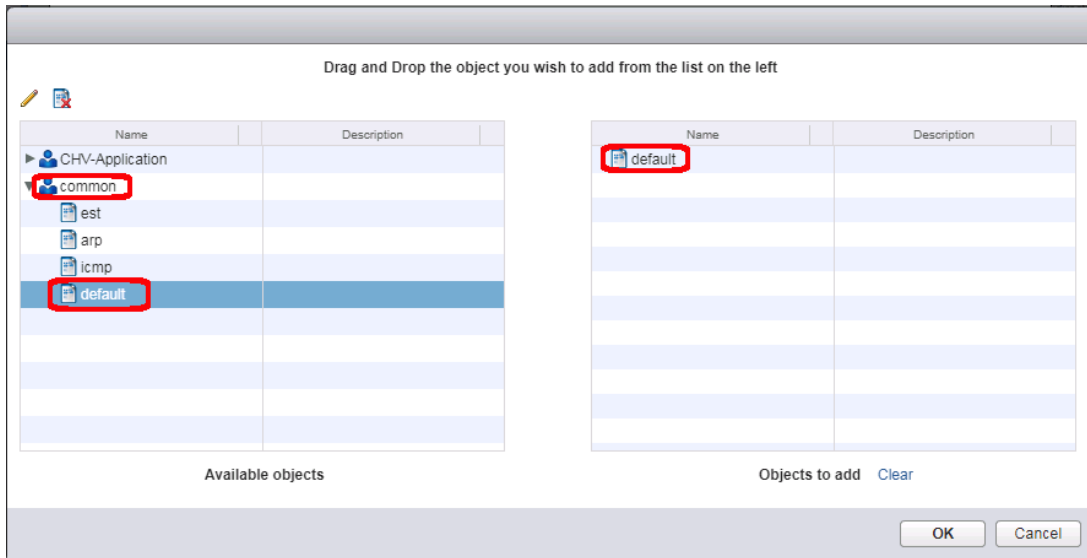 Drag and Drop the object you wish to add from the list on the left
Name Description
CHV-Application
common
est
arp
icmp
default
Available objects
Name Description
default
Objects to add Clear
OK Cancel